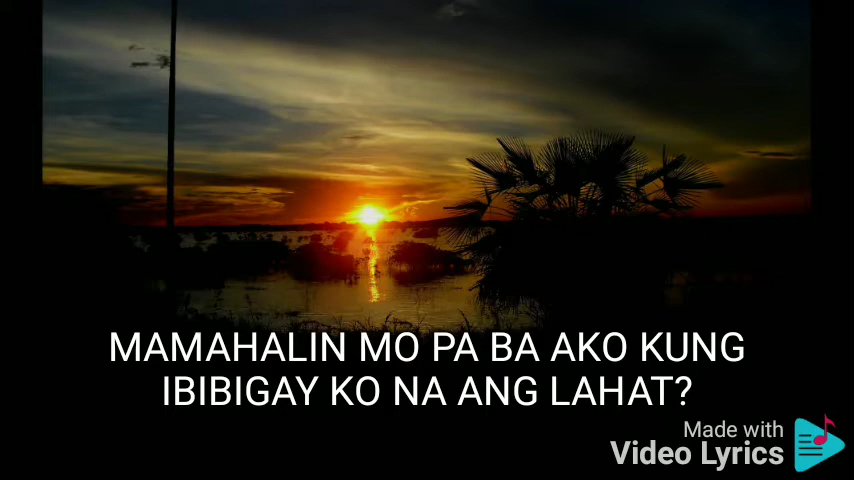 MAMAHALIN MO PA BA AKO KUNG
IBIBIGAY KO NA ANG LAHAT?
Made with
Video Lyrics